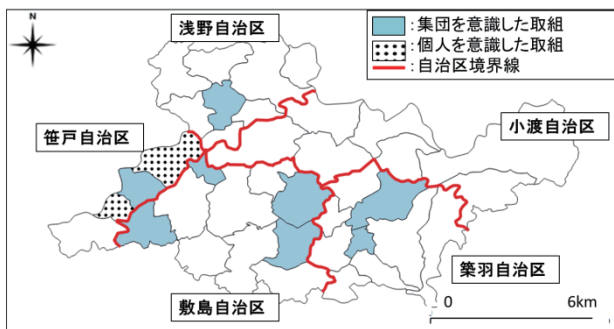 浅野自治区
:集団を意識した取組
:個人を意識した取組
:自治区境界線
笹戸自治区
小渡自治区
築羽自治区
敷島自治区
0 6km